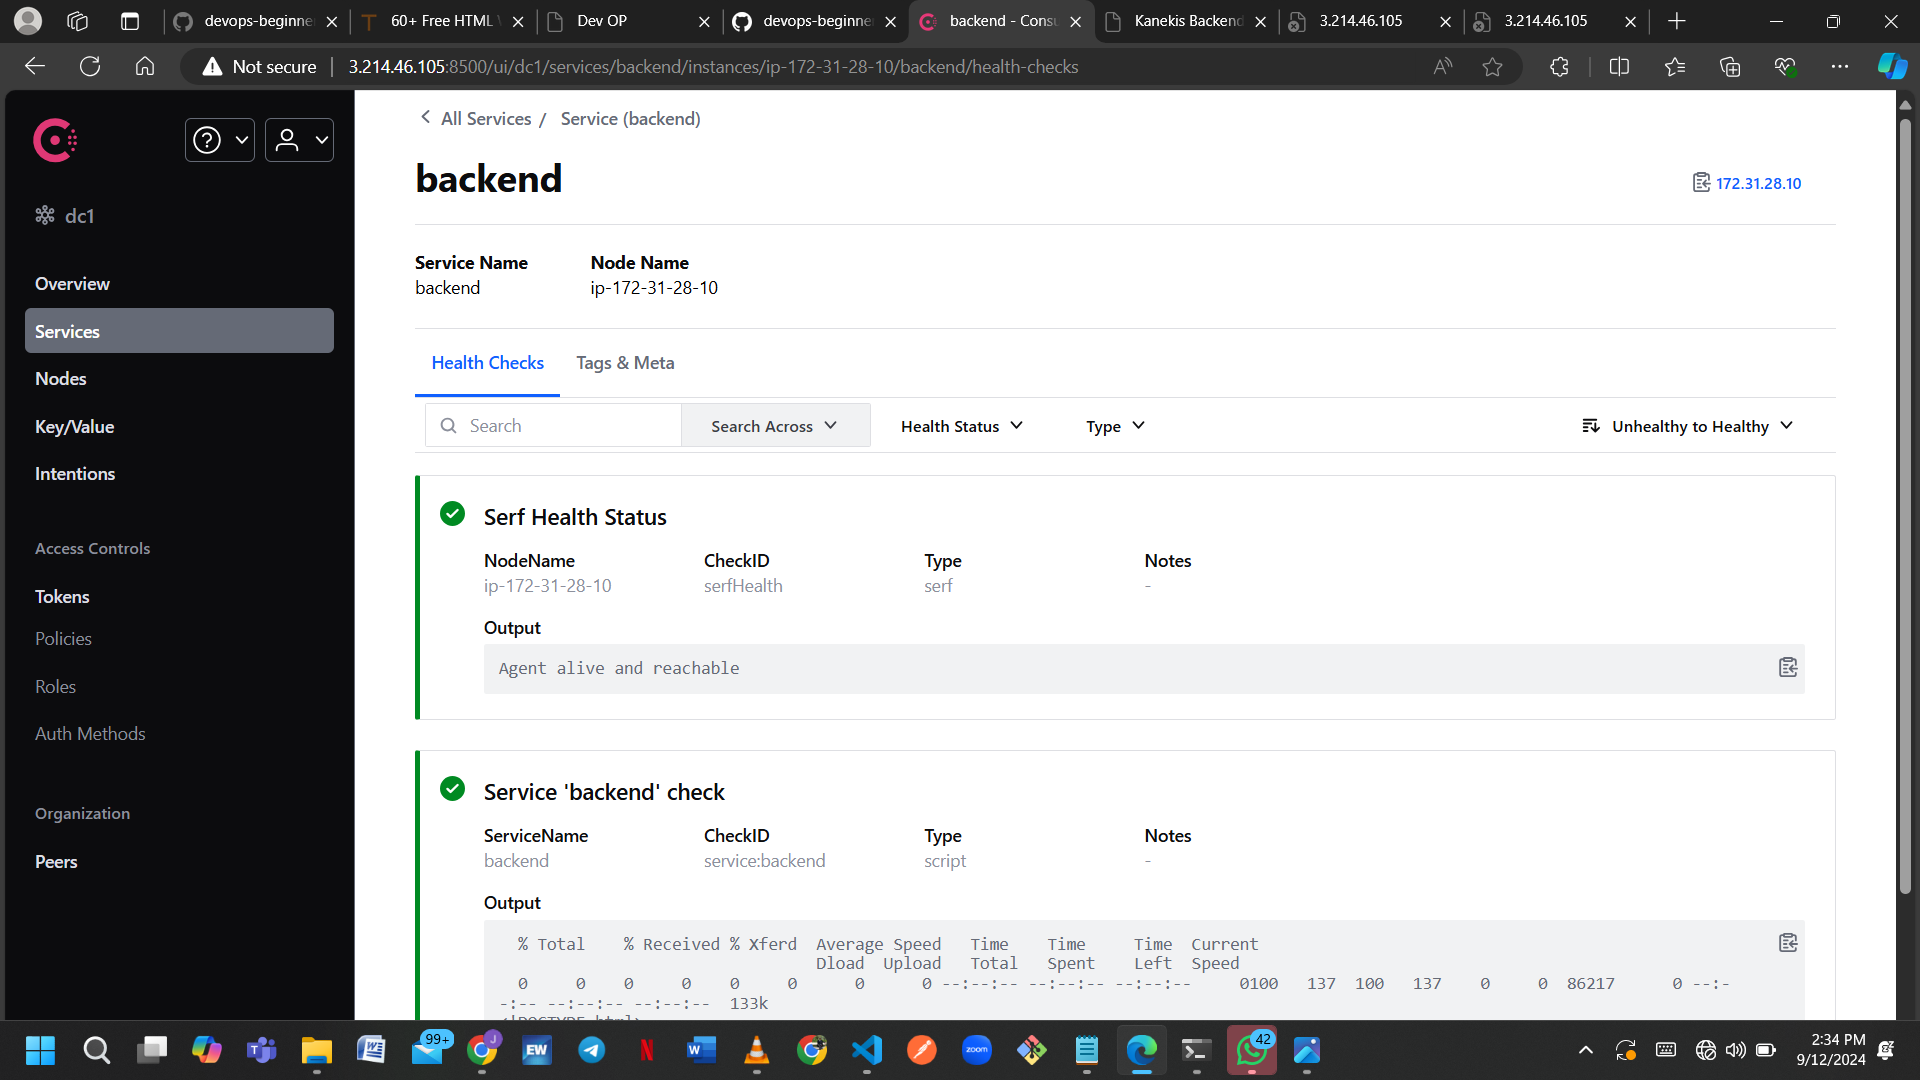 devops-beginne
60+ Free HTML
Dev OP
devops-beginne
backend - Consu
Kanekis Backend
3.214.46.105
3.214.46.105
Not secure
3.214.46.105:8500/ui/dc1/services/backend/instances/ip-172-31-28-10/backend/health-checks
All Services / Service (backend)
backend
172.31.28.10
dc1
Overview
Services
Nodes
Key/Value
Intentions
Access Controls
Tokens
Policies
Roles
Auth Methods
Organization
Peers
Service Name Node Name
backend ip-172-31-28-10
Health Checks Tags & Meta
Search Search Across Health Status Type Unhealthy to Healthy
Serf Health Status
NodeName CheckID Type Notes
ip-172-31-28-10 serfHealth serf -
Output
Agent alive and reachable
Service 'backend' check
ServiceName CheckID Type Notes
backend service:backend script -
Output
% Total % Received % Xferd Average Speed Time Time Time Current
Dload Upload Total Spent Left Speed
0 0 0 0 0 0 0 0 --:--:-- --:--:-- --:--:-- 0100 137 100 137 0 0 86217 0 --:-
-:-- --:--:-- --:--:-- 133k
<!DOCTYPE html>
99+
J
EW
zoom
42
2:34 PM
9/12/2024